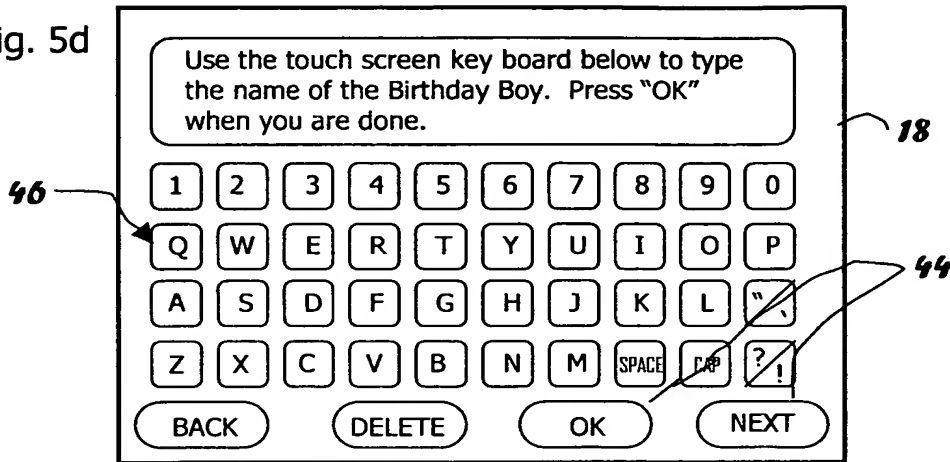 ig. 5d
Use the touch screen key board below to type
the name of the Birthday Boy. Press "OK"
when you are done.
18
1 2 3 4 5 6 7 8 9 0
46
Q W E R T Y U I O P
44
A S D F G H J K L " `
Z X C V B N M SPACE CAP ? !
BACK DELETE OK NEXT